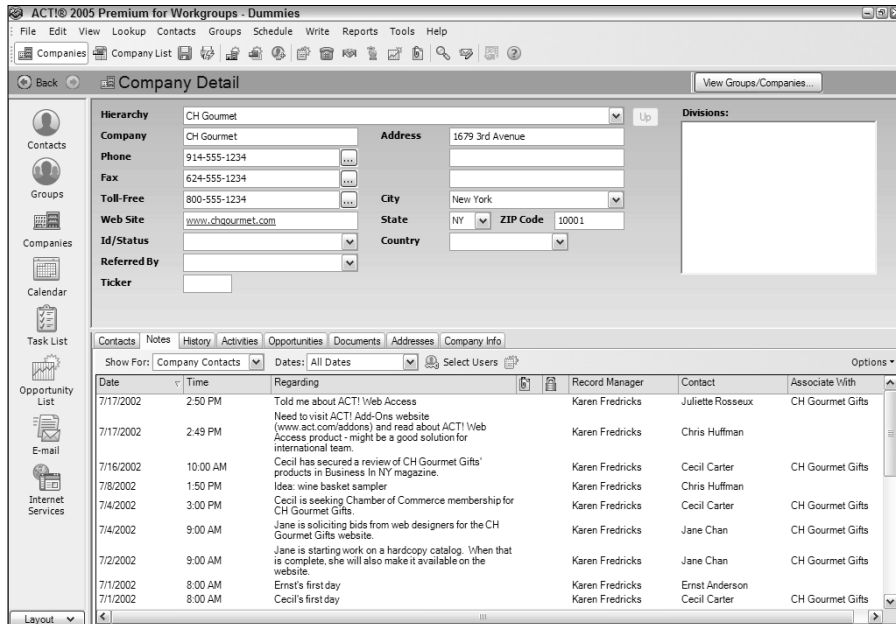 ACT!® 2005 Premium for Workgroups - Dummies
File Edit View Lookup Contacts Groups Schedule Write Reports Tools Help
Companies Company List
Back
Company Detail
View Groups/Companies...
Contacts
Groups
Companies
Calendar
Task List
Opportunity
List
E-mail
Internet
Services
Layout
Hierarchy CH Gourmet Up
Company CH Gourmet
Phone 914-555-1234 ...
Fax 624-555-1234 ...
Toll-Free 800-555-1234 ...
Web Site www.chgourmet.com
Id/Status
Referred By
Ticker
Address 1679 3rd Avenue
City New York
State NY ZIP Code 10001
Country
Divisions:
Contacts Notes History Activities Opportunities Documents Addresses Company Info
Show For: Company Contacts Dates: All Dates Select Users Options
Date Time Regarding Record Manager Contact Associate With
7/17/2002 2:50 PM Told me about ACT! Web Access Karen Fredricks Juliette Rosseux CH Gourmet Gifts
Need to visit ACT! Add-Ons website
7/17/2002 2:49 PM (www.act.com/addons) and read about ACT! Web Karen Fredricks Chris Huffman
Access product - might be a good solution for
international team.
7/16/2002 10:00 AM Cecil has secured a review of CH Gourmet Gifts' Karen Fredricks Cecil Carter CH Gourmet Gifts
products in Business In NY magazine.
7/8/2002 1:50 PM Idea: wine basket sampler Karen Fredricks Chris Huffman
7/4/2002 3:00 PM Cecil is seeking Chamber of Commerce membership for Karen Fredricks Cecil Carter CH Gourmet Gifts
CH Gourmet Gifts.
7/4/2002 9:00 AM Jane is soliciting bids from web designers for the CH Karen Fredricks Jane Chan CH Gourmet Gifts
Gourmet Gifts website.
Jane is starting work on a hardcopy catalog. When that
7/2/2002 9:00 AM is complete, she will also make it available on the Karen Fredricks Jane Chan CH Gourmet Gifts
website.
7/1/2002 8:00 AM Ernst's first day Karen Fredricks Ernst Anderson
7/1/2002 8:00 AM Cecil's first day Karen Fredricks Cecil Carter CH Gourmet Gifts